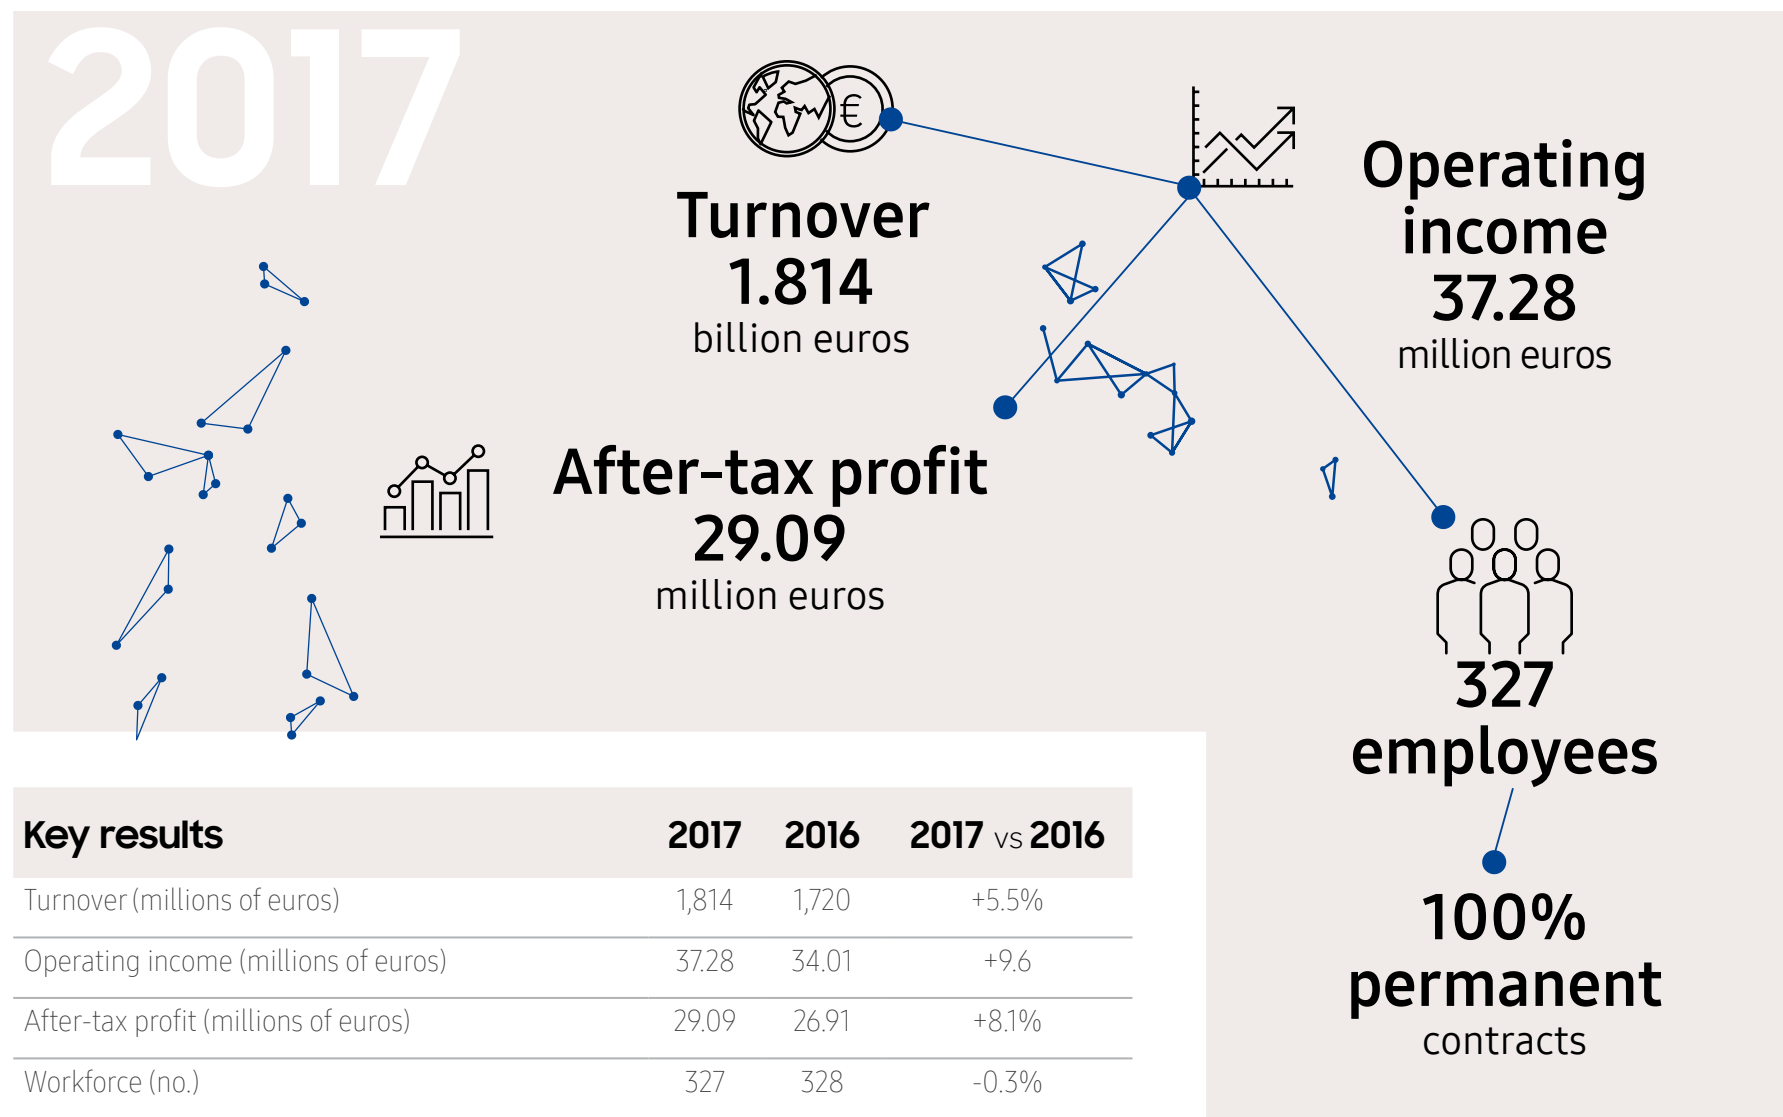 2017
€
Turnover
1.814
billion euros
Operating
income
37.28
million euros
After-tax profit
29.09
million euros
327
employees
100%
permanent
contracts
Key results 2017 2016 2017 vs 2016
Turnover (millions of euros) 1,814 1,720 +5.5%
Operating income (millions of euros) 37.28 34.01 +9.6
After-tax profit (millions of euros) 29.09 26.91 +8.1%
Workforce (no.) 327 328 -0.3%